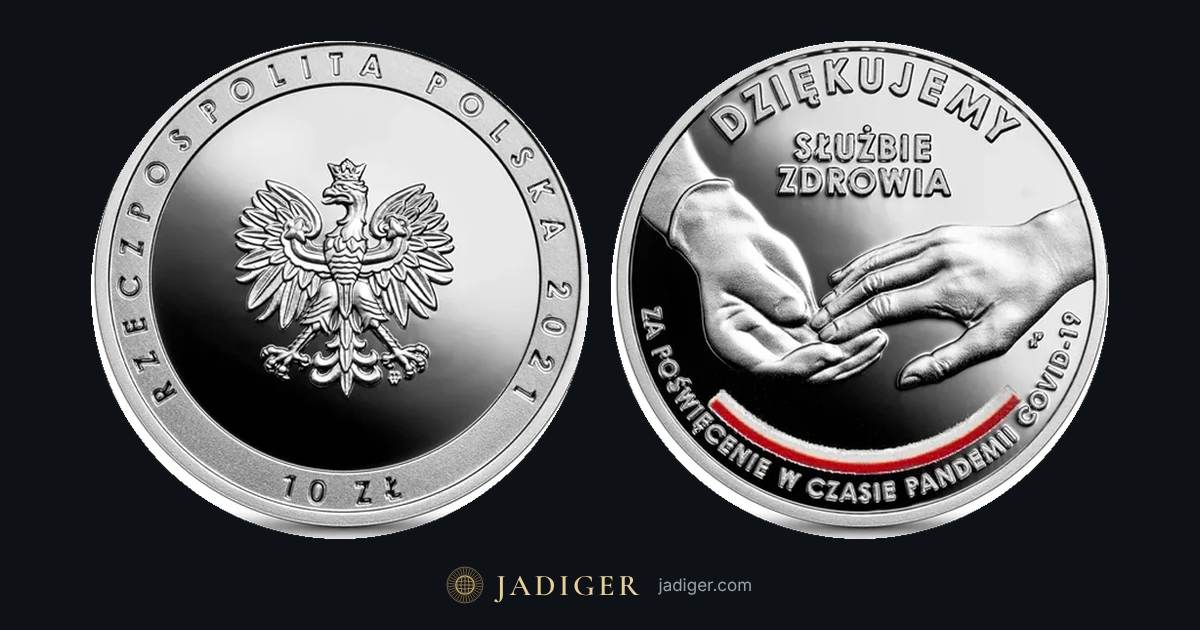 RZECZPOSPOLITA POLSKA 2021
10 ZŁ
DZIĘKUJEMY
SŁUŻBIE
ZDROWIA
ZA POŚWIĘCENIE W CZASIE PANDEMII COVID-19
JADIGER jadiger.com